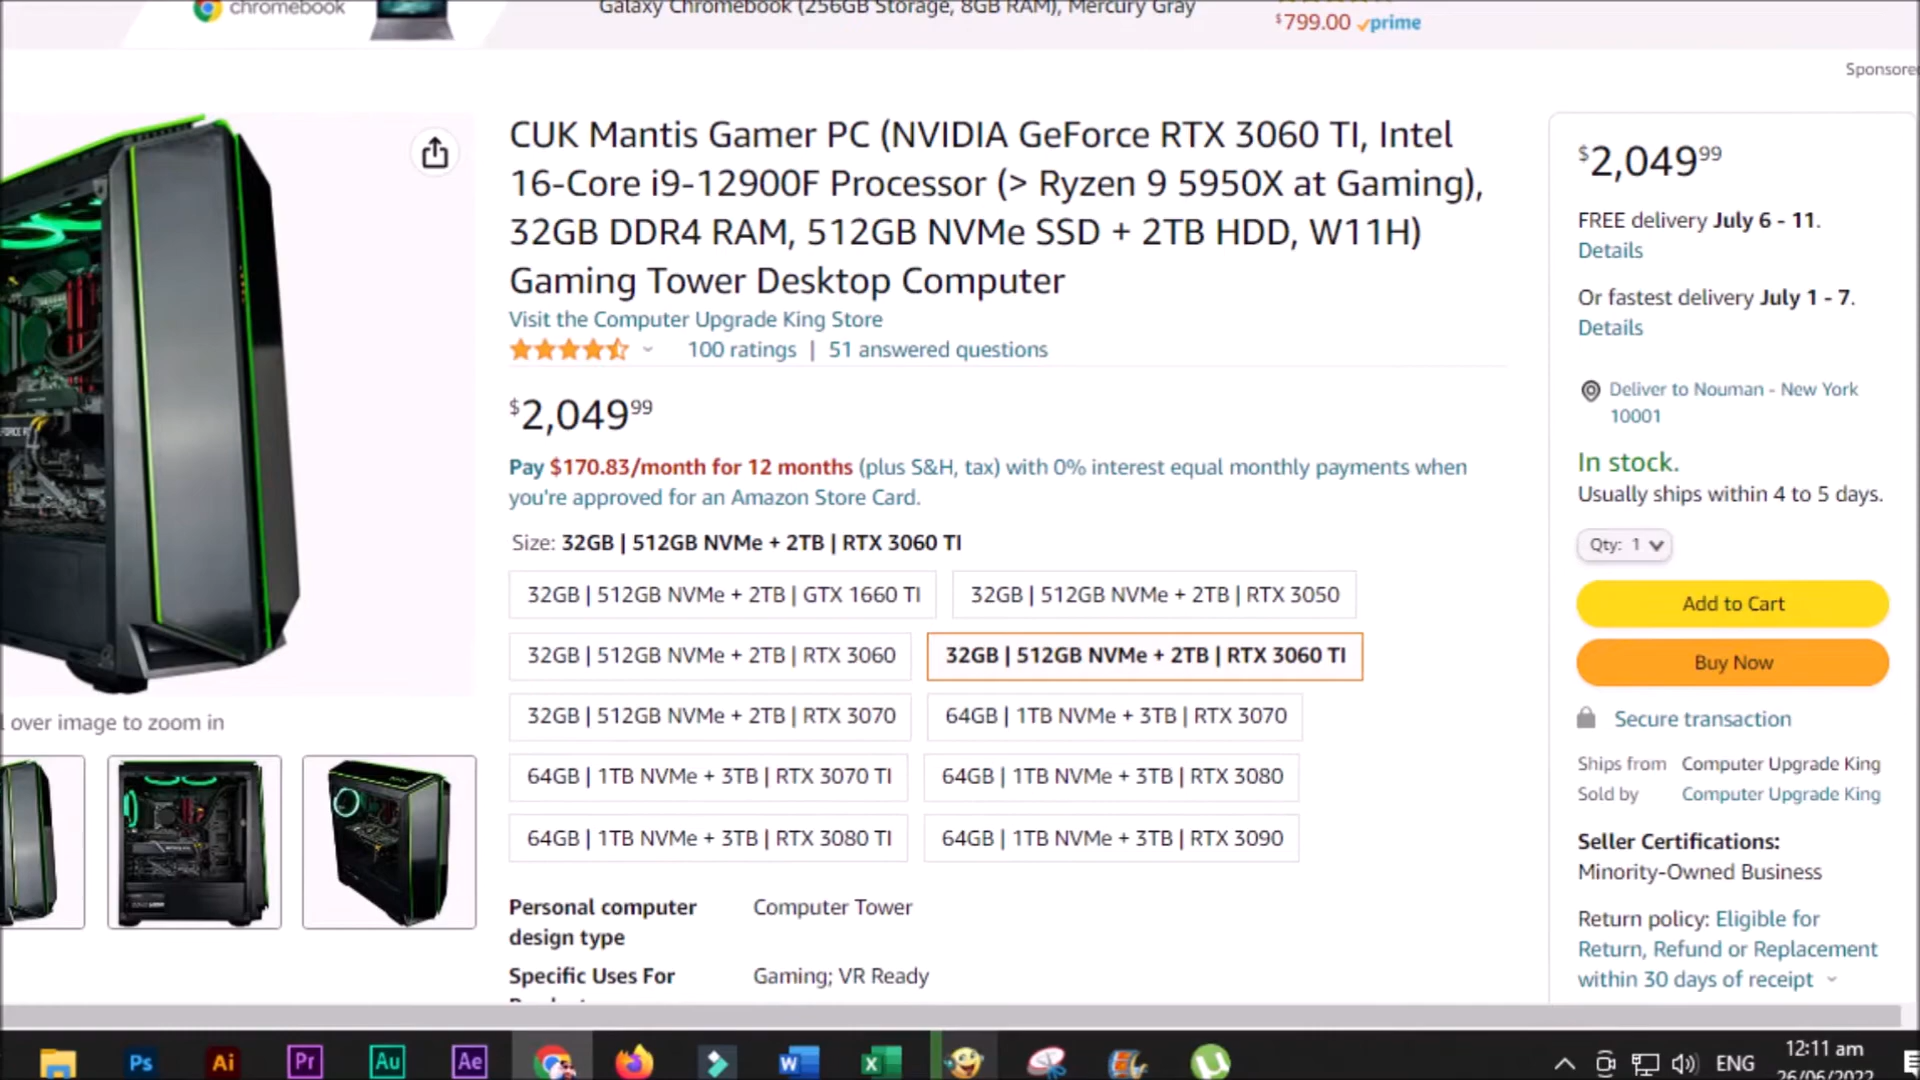 chromebook
Galaxy Chromebook (256GB Storage, 8GB RAM), Mercury Gray
$799.00 prime
Sponsored
CUK Mantis Gamer PC (NVIDIA GeForce RTX 3060 TI, Intel
16-Core i9-12900F Processor (> Ryzen 9 5950X at Gaming),
32GB DDR4 RAM, 512GB NVMe SSD + 2TB HDD, W11H)
Gaming Tower Desktop Computer
Visit the Computer Upgrade King Store
100 ratings | 51 answered questions
$2,04999
Pay $170.83/month for 12 months (plus S&H, tax) with 0% interest equal monthly payments when
you're approved for an Amazon Store Card.
Size: 32GB | 512GB NVMe + 2TB | RTX 3060 TI
32GB | 512GB NVMe + 2TB | GTX 1660 TI
32GB | 512GB NVMe + 2TB | RTX 3050
32GB | 512GB NVMe + 2TB | RTX 3060
32GB | 512GB NVMe + 2TB | RTX 3060 TI
32GB | 512GB NVMe + 2TB | RTX 3070
64GB | 1TB NVMe + 3TB | RTX 3070
64GB | 1TB NVMe + 3TB | RTX 3070 TI
64GB | 1TB NVMe + 3TB | RTX 3080
64GB | 1TB NVMe + 3TB | RTX 3080 TI
64GB | 1TB NVMe + 3TB | RTX 3090
Personal computer
design type
Computer Tower
Specific Uses For
Gaming; VR Ready
over image to zoom in
$2,04999
FREE delivery July 6 - 11.
Details
Or fastest delivery July 1 - 7.
Details
Deliver to Nouman - New York
10001
In stock.
Usually ships within 4 to 5 days.
Qty: 1
Add to Cart
Buy Now
Secure transaction
Ships from Computer Upgrade King
Sold by Computer Upgrade King
Seller Certifications:
Minority-Owned Business
Return policy: Eligible for
Return, Refund or Replacement
within 30 days of receipt
Ps
Ai
Pr
Au
Ae
ENG
12:11 am
26/06/2022